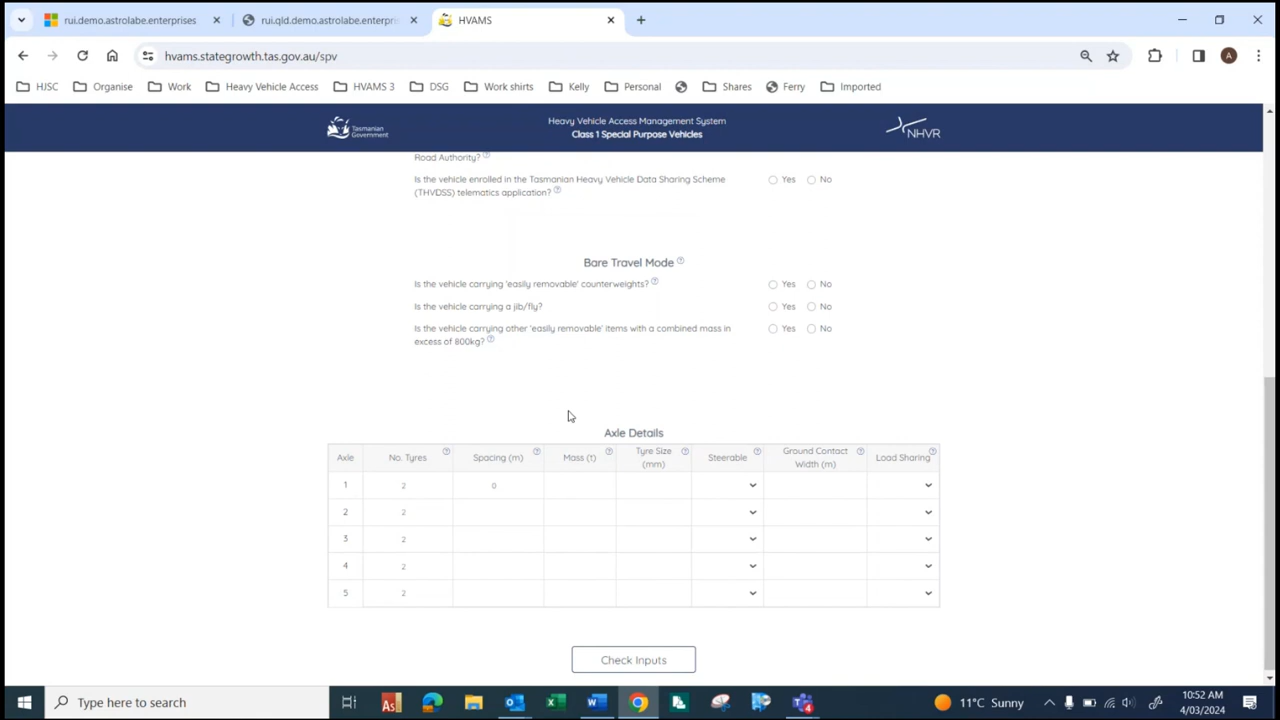 rui.demo.astrolabe.enterprises
rui.qld.demo.astrolabe.enterpris
HVAMS
hvams.stategrowth.tas.gov.au/spv
A
HJSC
Organise
Work
Heavy Vehicle Access
HVAMS 3
DSG
Work shirts
Kelly
Personal
Shares
Ferry
Imported
Tasmanian
Government
Heavy Vehicle Access Management System
Class 1 Special Purpose Vehicles
NHVR
Road Authority? ?
Is the vehicle enrolled in the Tasmanian Heavy Vehicle Data Sharing Scheme
(THVDSS) telematics application? ?
Yes No
Bare Travel Mode ?
Is the vehicle carrying 'easily removable' counterweights? ? Yes No
Is the vehicle carrying a jib/fly? Yes No
Is the vehicle carrying other 'easily removable' items with a combined mass in
excess of 800kg? ?
Yes No
Axle Details
Axle No. Tyres ? Spacing (m) ? Mass (t) ? Tyre Size (mm) ? Steerable ? Ground Contact Width (m) ? Load Sharing ?
1 2 0
2 2
3 2
4 2
5 2
Check Inputs
Type here to search
As
W
4
11°C Sunny
10:52 AM
4/03/2024